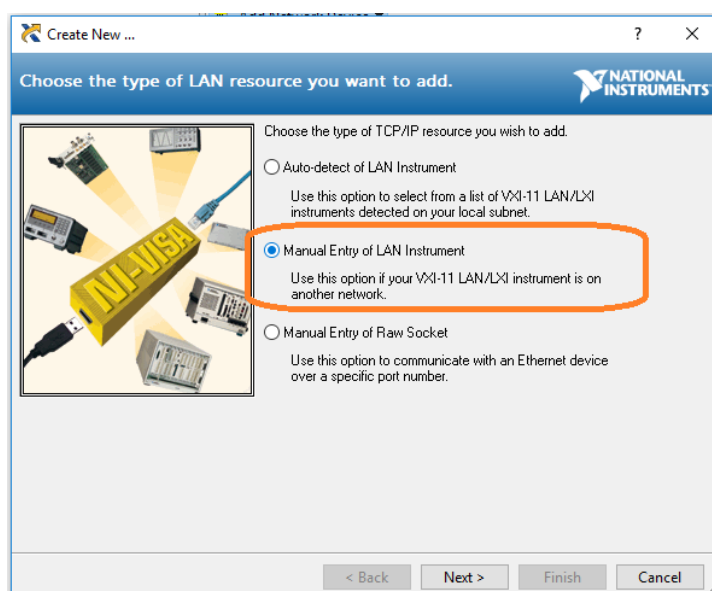 Add Network Device
Create New ...
?
Choose the type of LAN resource you want to add.
NATIONAL
INSTRUMENTS
NI-VISA
Choose the type of TCP/IP resource you wish to add.
Auto-detect of LAN Instrument
Use this option to select from a list of VXI-11 LAN/LXI
instruments detected on your local subnet.
Manual Entry of LAN Instrument
Use this option if your VXI-11 LAN/LXI instrument is on
another network.
Manual Entry of Raw Socket
Use this option to communicate with an Ethernet device
over a specific port number.
< Back
Next >
Finish
Cancel